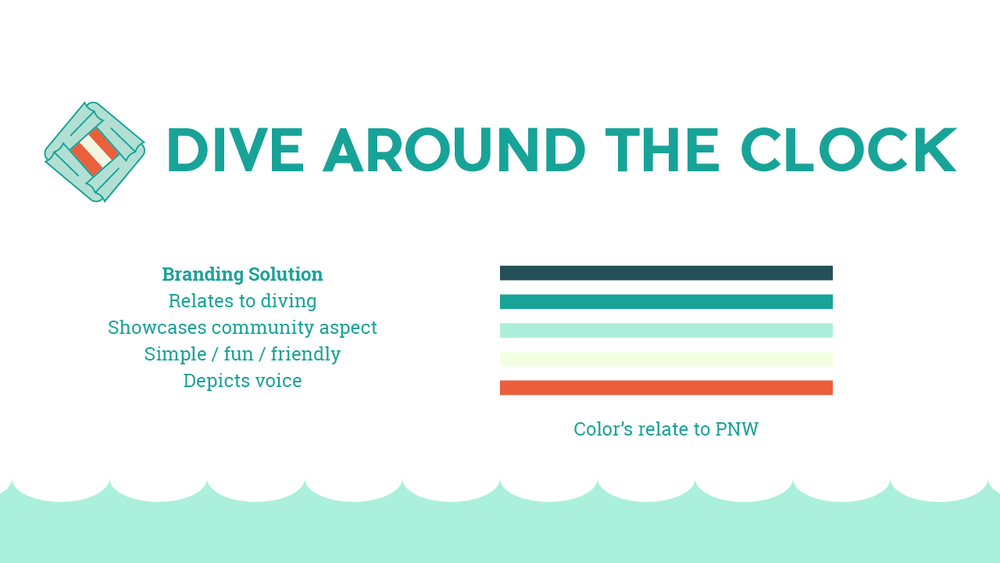 DIVE AROUND THE CLOCK
Branding Solution
Relates to diving
Showcases community aspect
Simple / fun / friendly
Depicts voice
Color’s relate to PNW